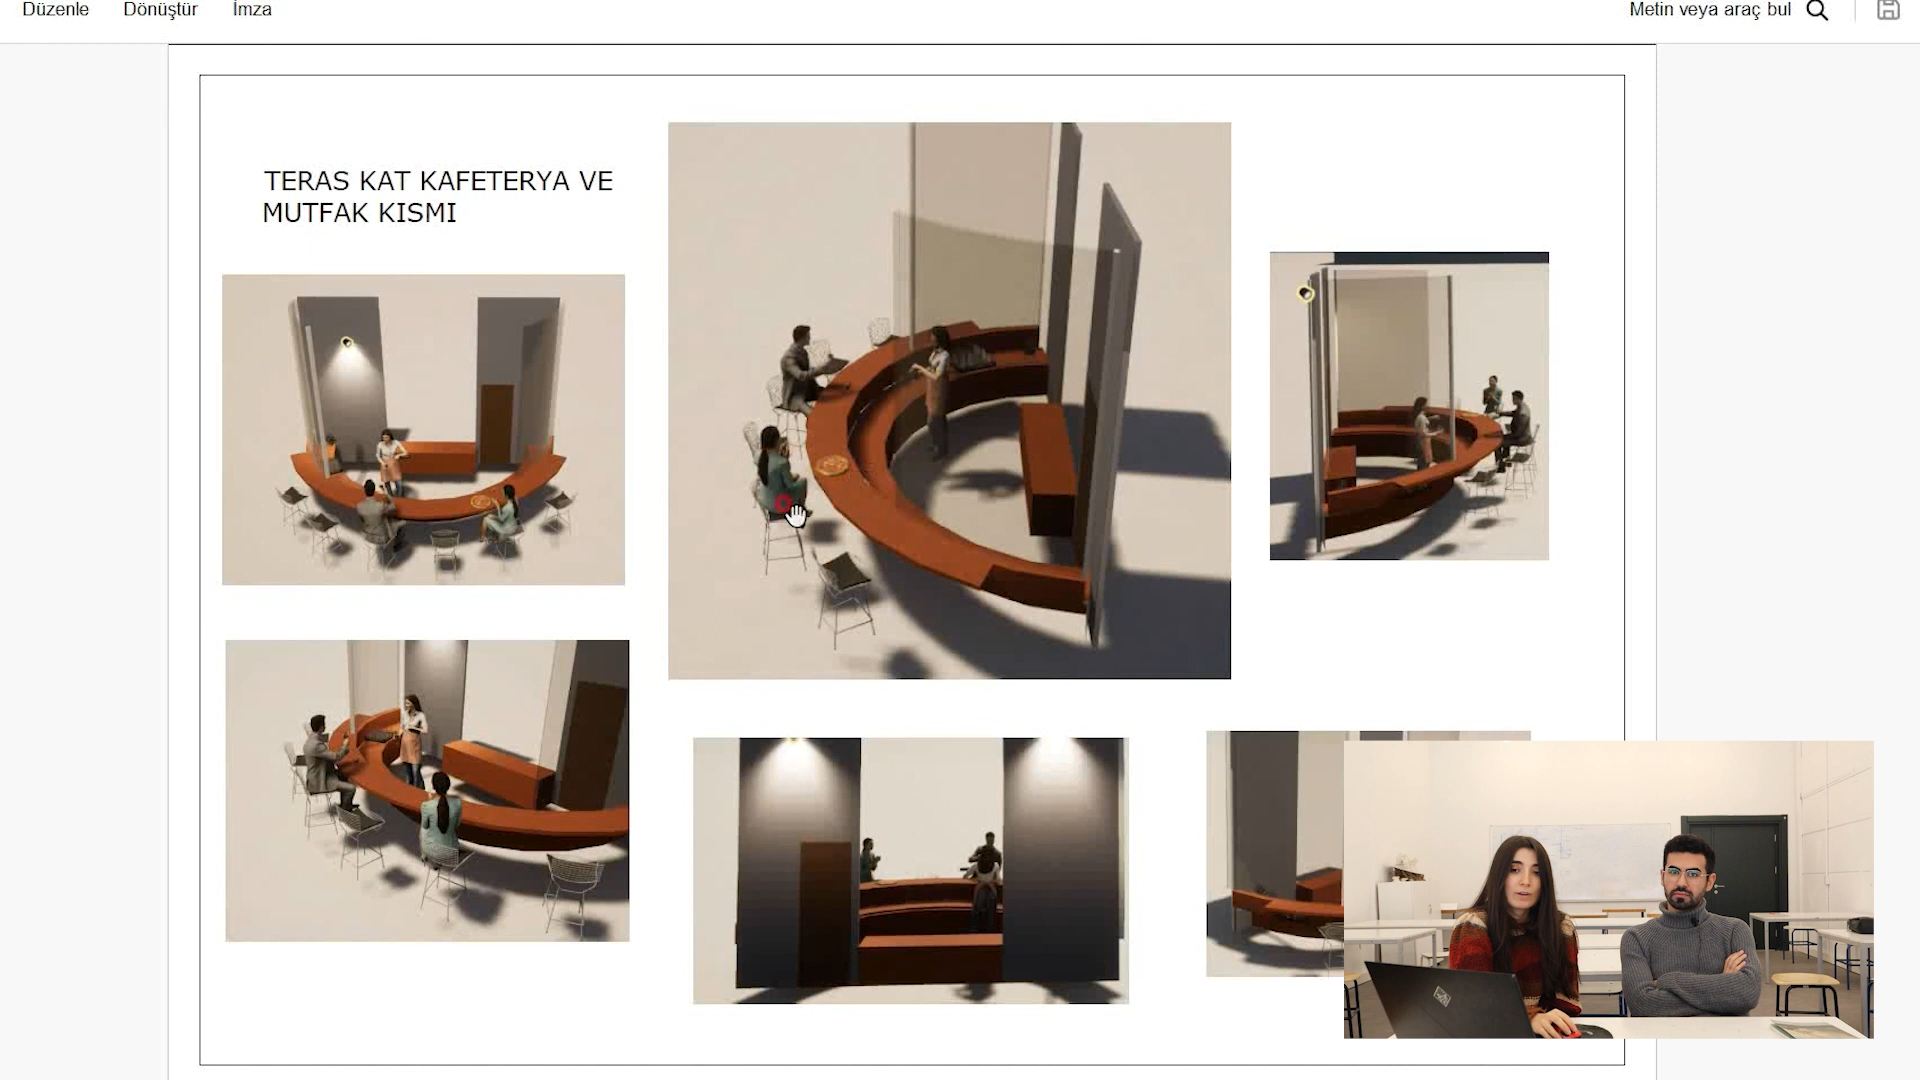 Düzenle Dönüştür İmza Metin veya araç bul
TERAS KAT KAFETERYA VE
MUTFAK KISMI